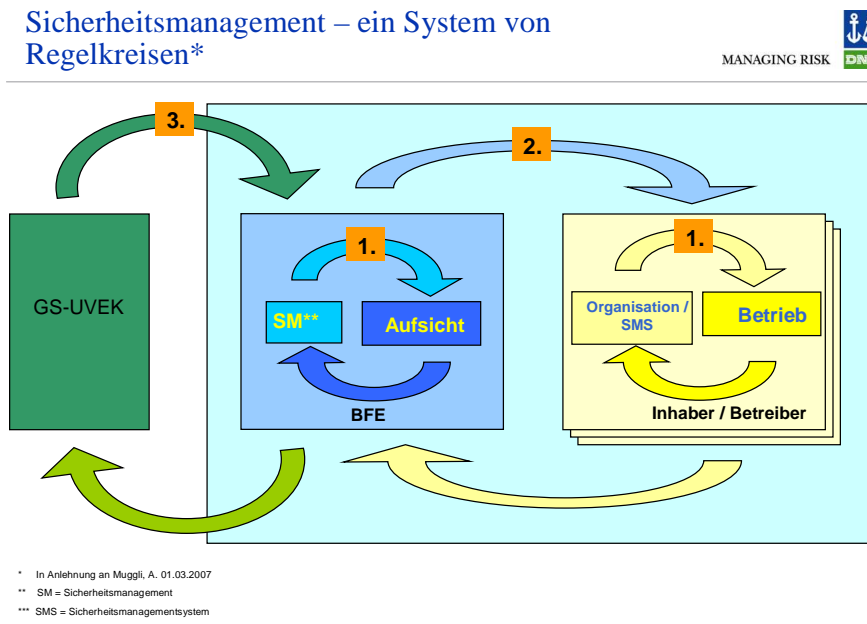 Sicherheitsmanagement – ein System von
Regelkreisen*
MANAGING RISK
3.
2.
1.
1.
GS-UVEK
SM**
Aufsicht
Organisation /
SMS
Betrieb
BFE
Inhaber / Betreiber
* In Anlehnung an Muggli, A. 01.03.2007
** SM = Sicherheitsmanagement
*** SMS = Sicherheitsmanagementsystem